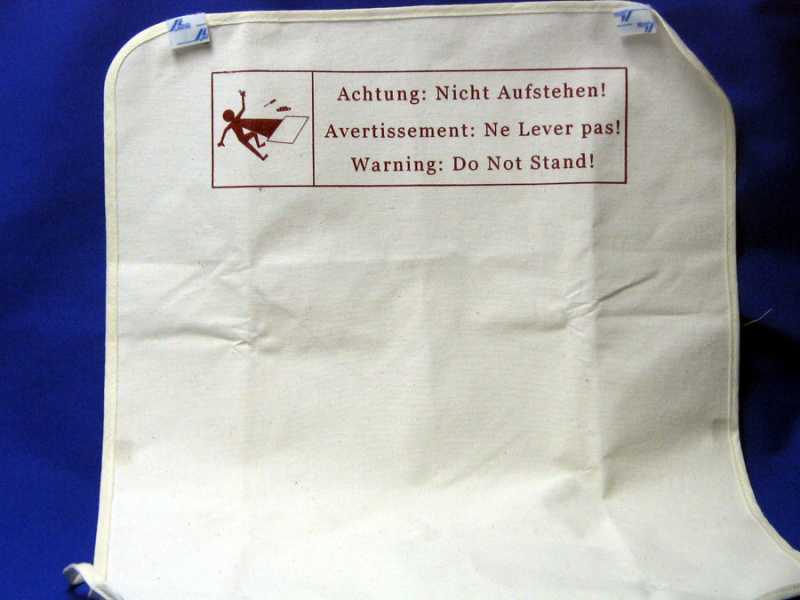 Achtung: Nicht Aufstehen!
Avertissement: Ne Lever pas!
Warning: Do Not Stand!